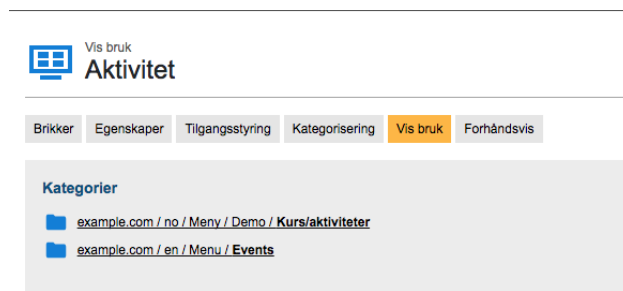 Vis bruk
Aktivitet
Brikker Egenskaper Tilgangsstyring Kategorisering Vis bruk Forhåndsvis
Kategorier
example.com / no / Meny / Demo / Kurs/aktiviteter
example.com / en / Menu / Events